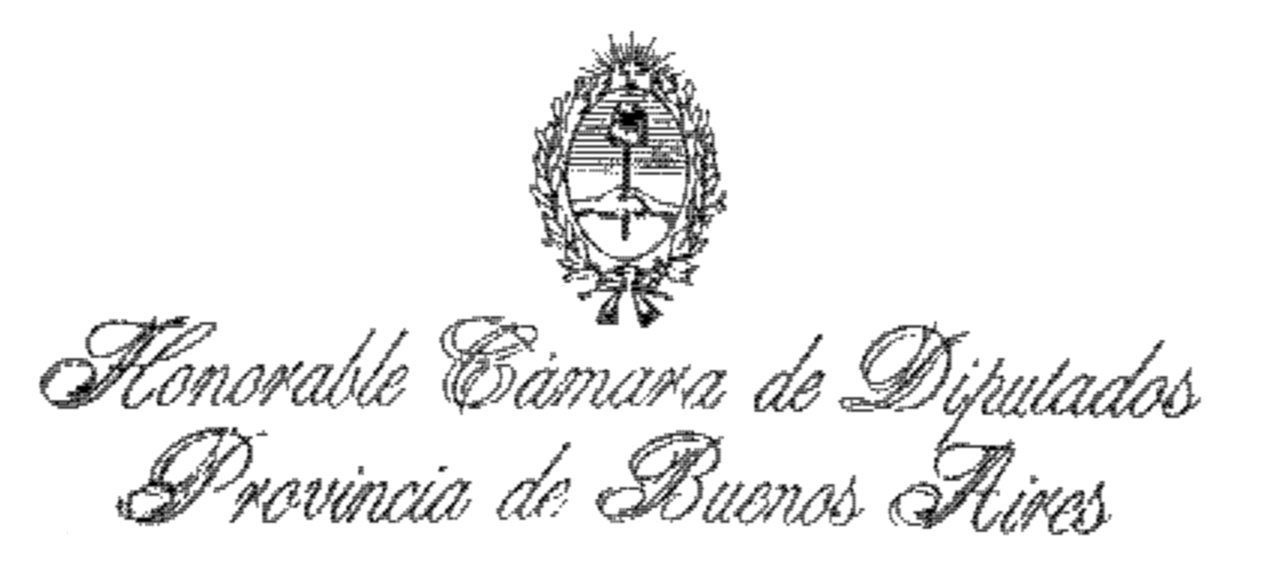 Honorable Cámara de Diputados
Provincia de Buenos Aires